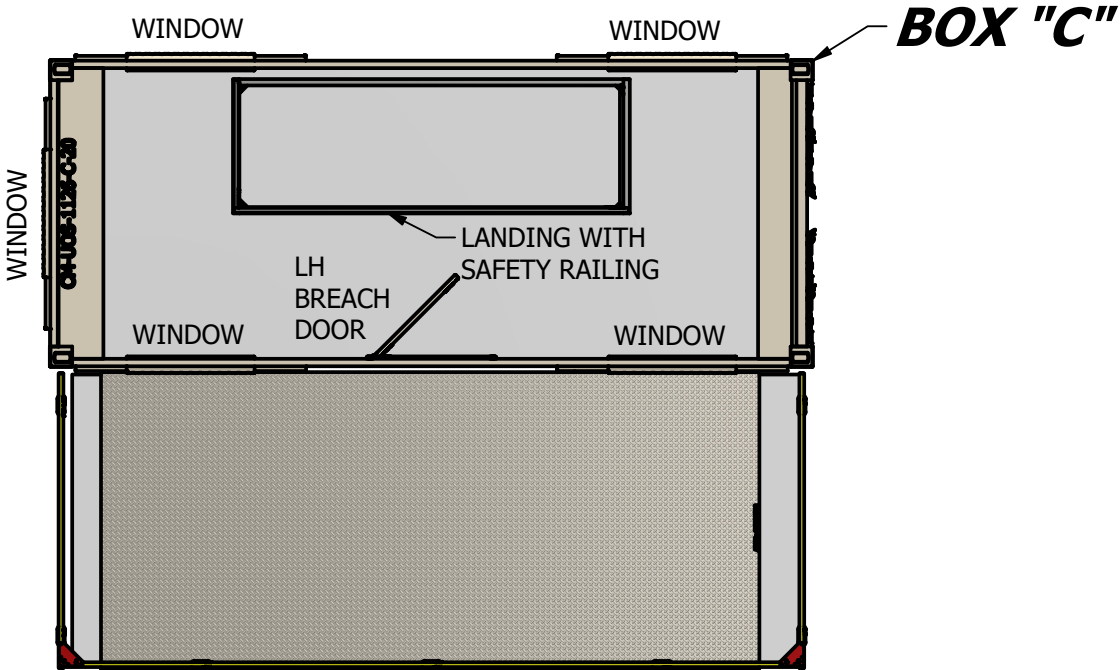 WINDOW
WINDOW
BOX "C"
WINDOW
LANDING WITH
SAFETY RAILING
LH
BREACH
DOOR
WINDOW
WINDOW